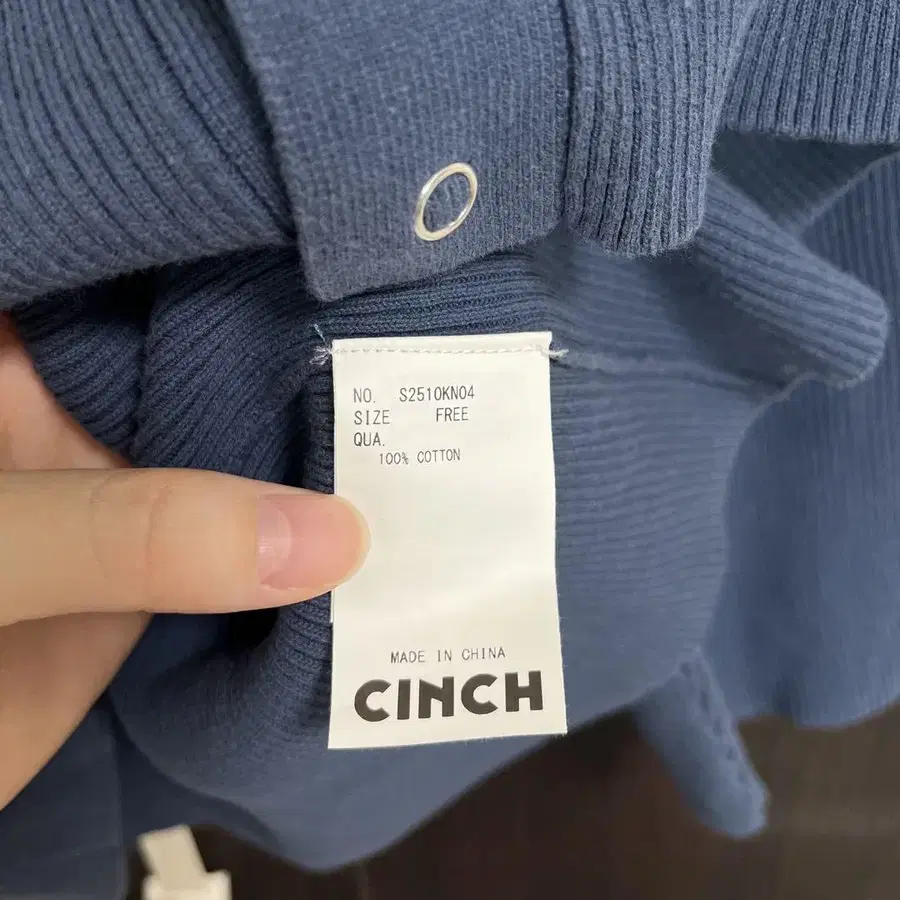 NO. S2510KN04
SIZE FREE
QUA.
100% COTTON
MADE IN CHINA
CINCH